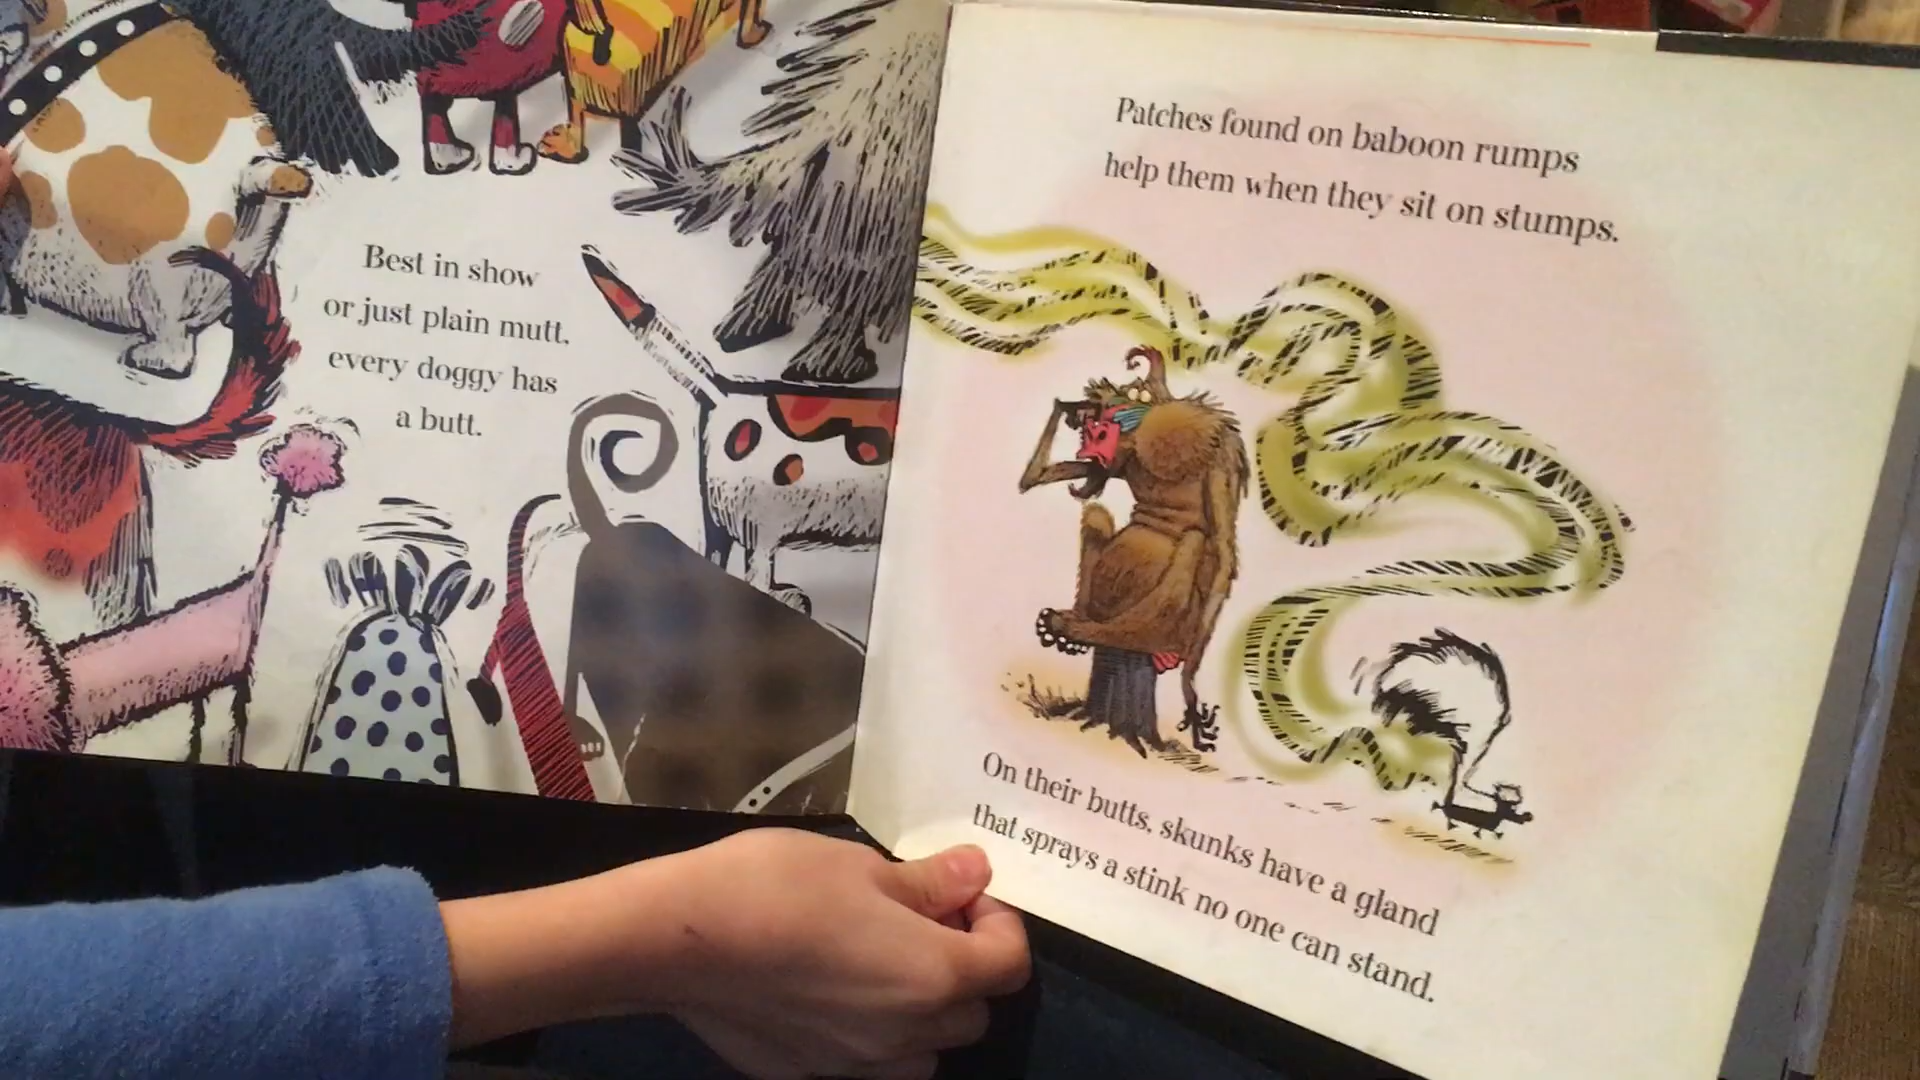 Best in show
or just plain mutt,
every doggy has
a butt.
Patches found on baboon rumps
help them when they sit on stumps.
On their butts, skunks have a gland
that sprays a stink no one can stand.